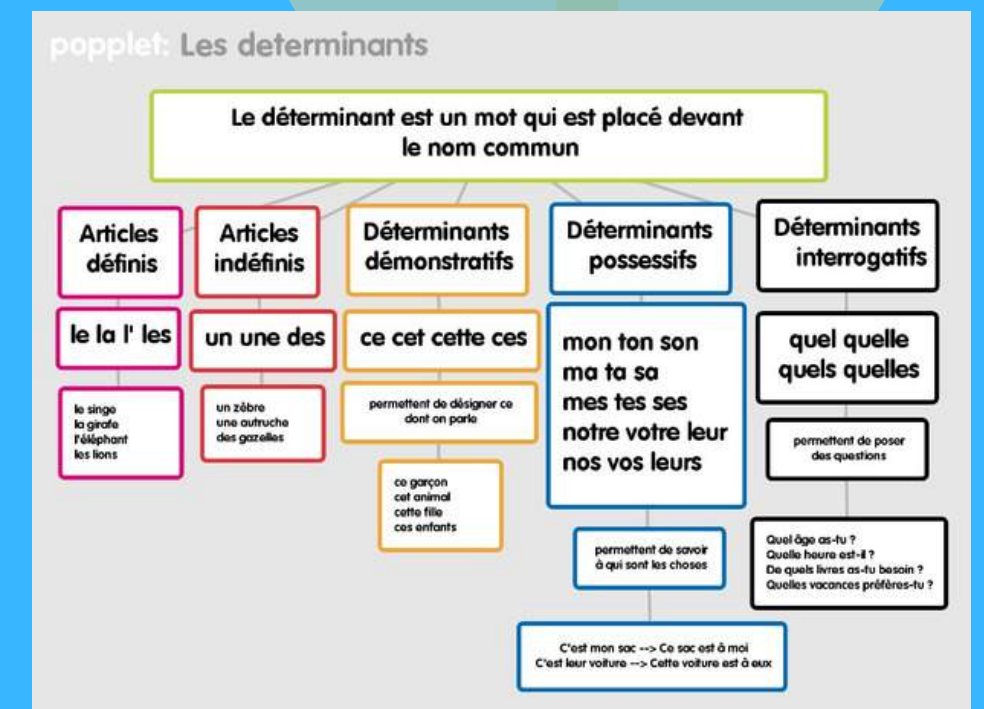 popplet: Les determinants
Le déterminant est un mot qui est placé devant
le nom commun
Articles
définis
le la l' les
le singe
la girafe
l'éléphant
les lions
Articles
indéfinis
un une des
un zèbre
une autruche
des gazelles
Déterminants
démonstratifs
ce cet cette ces
permettent de désigner ce
dont on parle
ce garçon
cet animal
cette fille
ces enfants
Déterminants
possessifs
mon ton son
ma ta sa
mes tes ses
notre votre leur
nos vos leurs
permettent de savoir
à qui sont les choses
C'est mon sac --> Ce sac est à moi
C'est leur voiture --> Cette voiture est à eux
Déterminants
interrogatifs
quel quelle
quels quelles
permettent de poser
des questions
Quel âge as-tu ?
Quelle heure est-il ?
De quels livres as-tu besoin ?
Quelles vacances préfères-tu ?